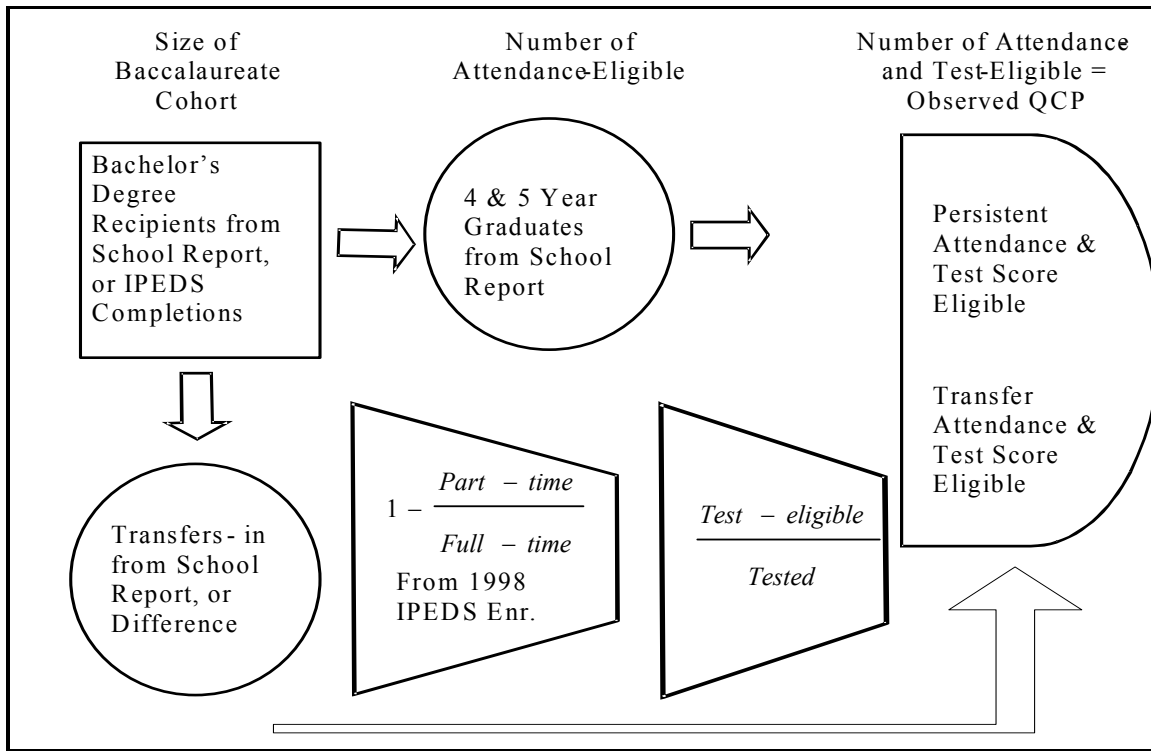 Size of
Baccalaureate
Cohort
Number of
Attendance-Eligible
Number of Attendance-
and Test-Eligible =
Observed QCP
Bachelor's
Degree
Recipients from
School Report,
or IPEDS
Completions
4 & 5 Year
Graduates
from School
Report
Persistent
Attendance &
Test Score
Eligible
Transfer
Attendance &
Test Score
Eligible
Transfers- in
from School
Report, or
Difference
1 –
Part – time
Full – time
From 1998
IPEDS Enr.
Test – eligible
Tested